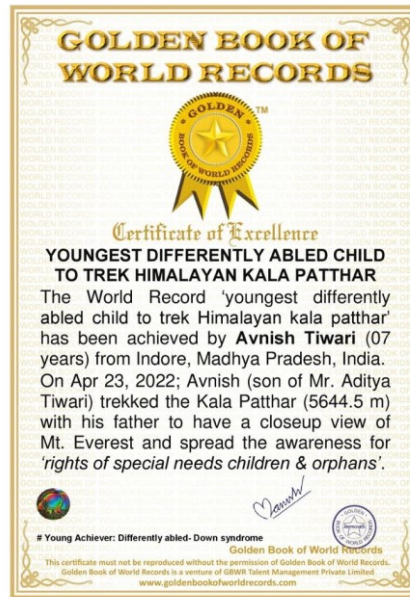 GOLDEN BOOK OF
WORLD RECORDS
GOLDEN
BOOK OF WORLD RECORDS
TM
Certificate of Excellence
YOUNGEST DIFFERENTLY ABLED CHILD
TO TREK HIMALAYAN KALA PATTHAR
The World Record ‘youngest differently
abled child to trek Himalayan kala patthar’
has been achieved by Avnish Tiwari (07
years) from Indore, Madhya Pradesh, India.
On Apr 23, 2022; Avnish (son of Mr. Aditya
Tiwari) trekked the Kala Patthar (5644.5 m)
with his father to have a closeup view of
Mt. Everest and spread the awareness for
‘rights of special needs children & orphans’.
Manish
# Young Achiever: Differently abled- Down syndrome
Golden Book of World Records
This certificate must not be reproduced without the permission of Golden Book of World Records.
Golden Book of World Records is a venture of GBWR Talent Management Private Limited
www.goldenbookofworldrecords.com